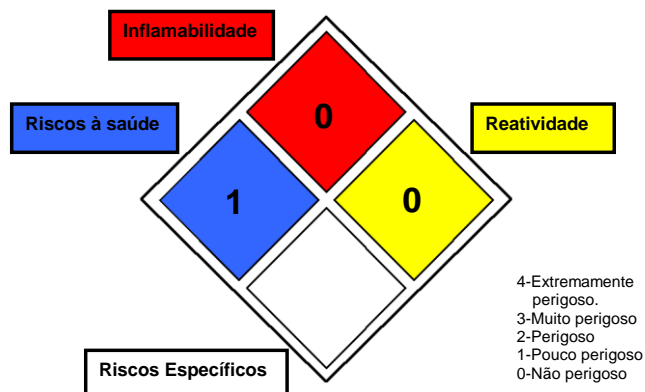 Inflamabilidade
0
Riscos à saúde
Reatividade
1
0
4-Extremamente
perigoso.
3-Muito perigoso
2-Perigoso
1-Pouco perigoso
0-Não perigoso
Riscos Específicos